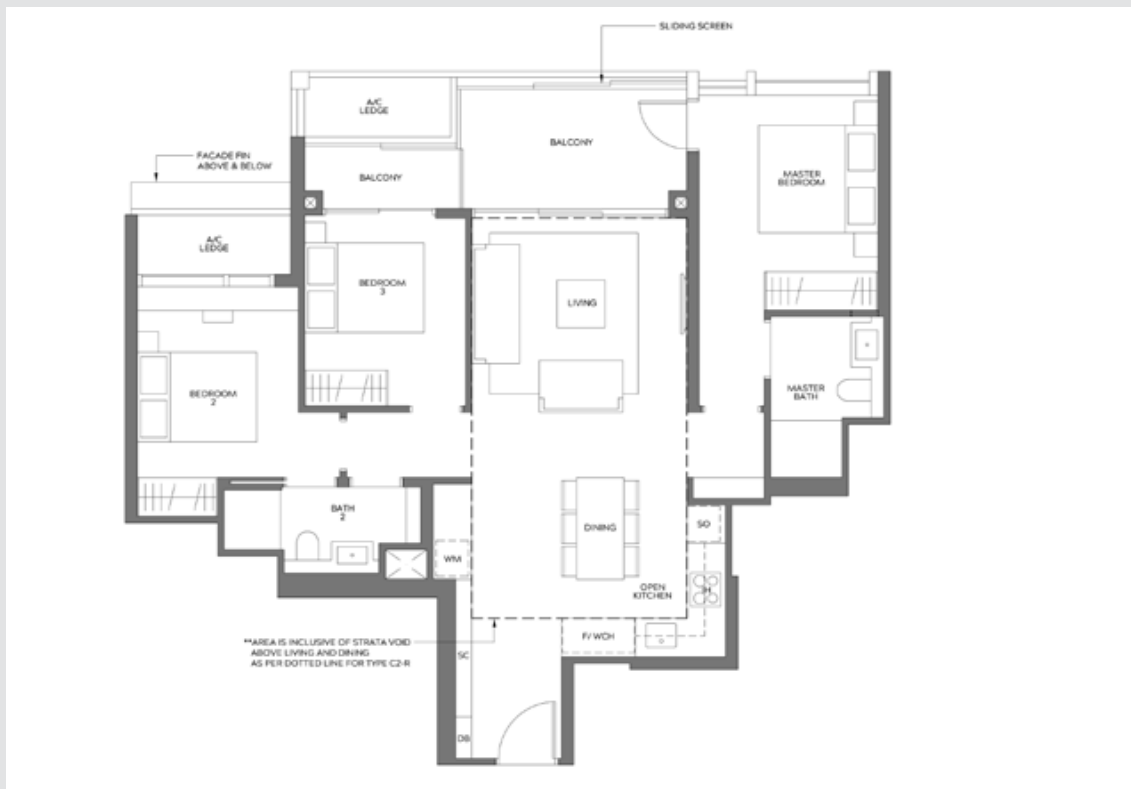 SLIDING SCREEN
A/C
LEDGE
BALCONY
FACADE FIN
ABOVE & BELOW
BALCONY
MASTER
BEDROOM
A/C
LEDGE
BEDROOM
3
LIVING
BEDROOM
2
MASTER
BATH
BATH
2
DINING
SO
WM
OPEN
KITCHEN
IH
F/ WCH
**AREA IS INCLUSIVE OF STRATA VOID
ABOVE LIVING AND DINING
AS PER DOTTED LINE FOR TYPE C2-R
SC
DB